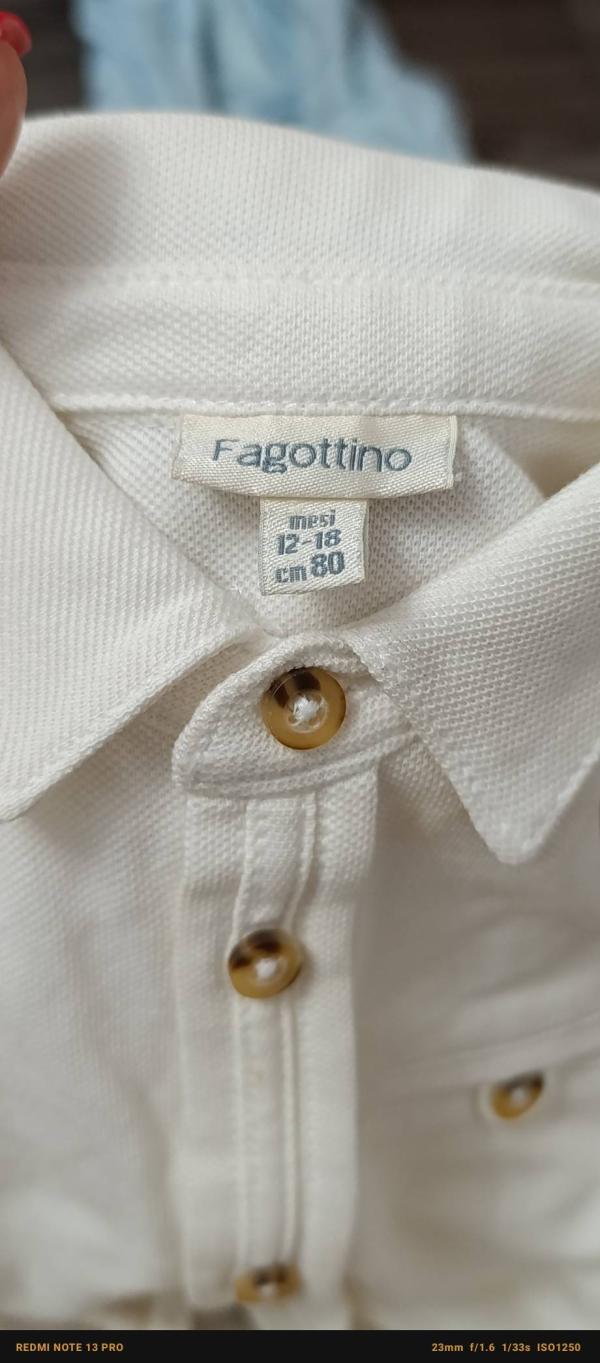 Fagottino
mesi
12-18
cm 80
REDMI NOTE 13 PRO
23mm f/1.6 1/33s ISO1250